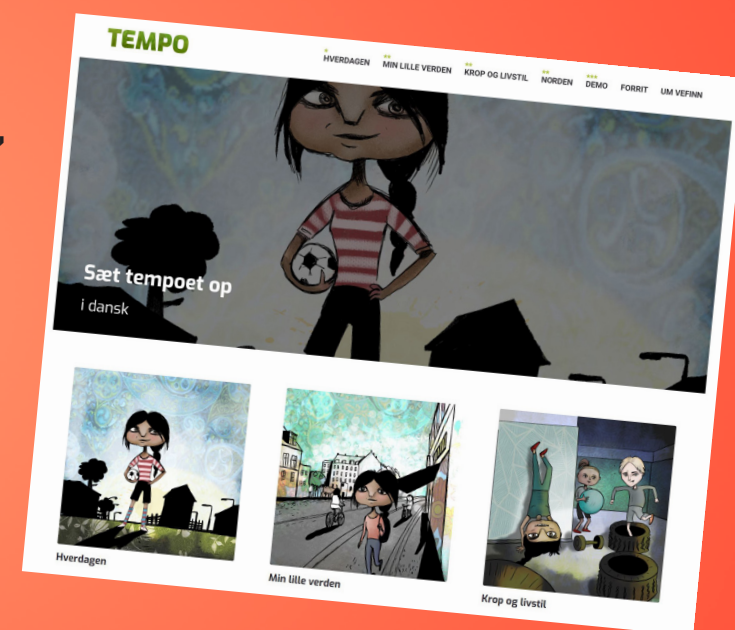 TEMPO
HVERDAGEN MIN LILLE VERDEN KROP OG LIVSTIL NORDEN DEMO FORRIT UM VEFINN
Sæt tempoet op
i dansk
Hverdagen
Min lille verden
Krop og livstil